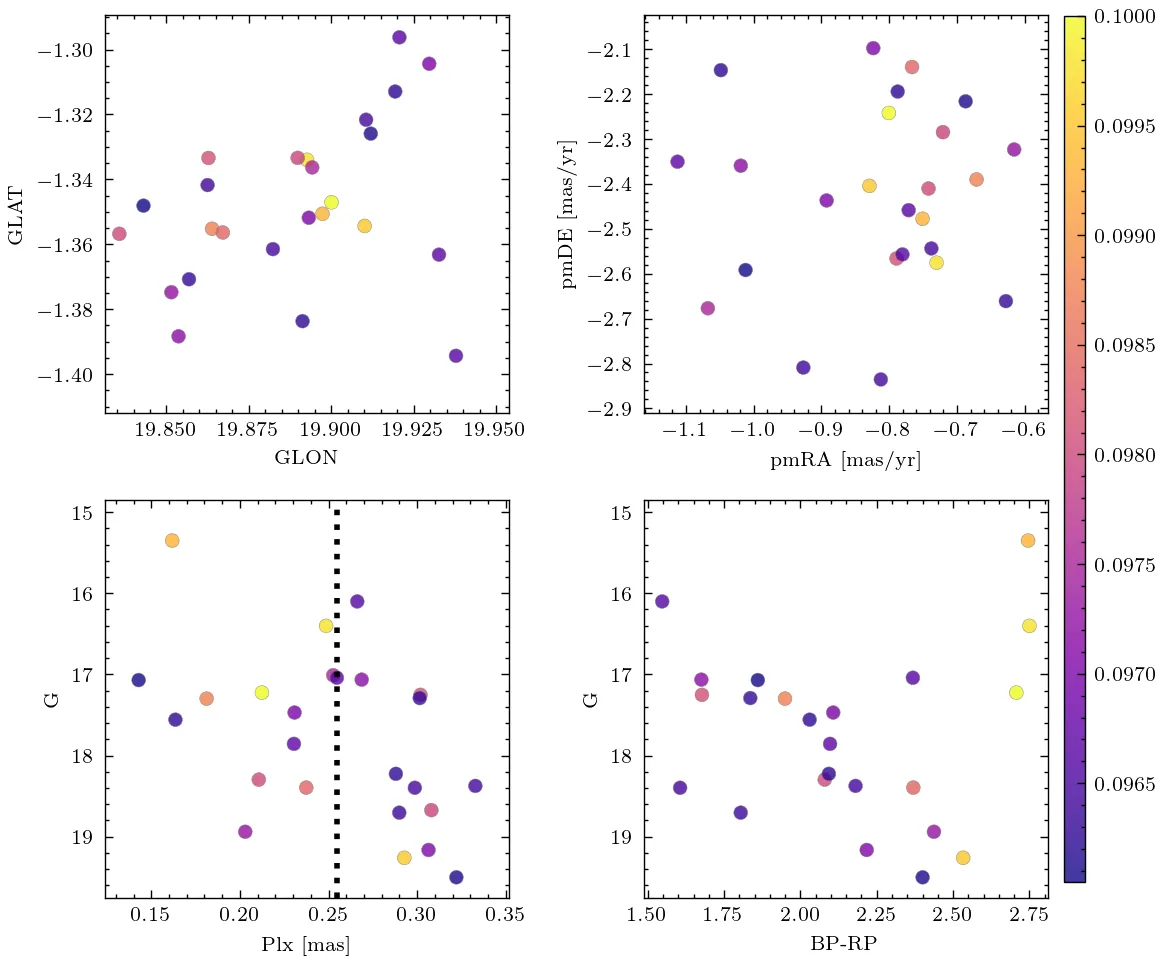 −1.30
−1.32
−1.34
−1.36
−1.38
−1.40
GLAT
19.850 19.875 19.900 19.925 19.950
GLON
−2.1
−2.2
−2.3
−2.4
−2.5
−2.6
−2.7
−2.8
−2.9
pmDE [mas/yr]
−1.1 −1.0 −0.9 −0.8 −0.7 −0.6
pmRA [mas/yr]
15
16
17
18
19
G
0.15 0.20 0.25 0.30 0.35
Plx [mas]
15
16
17
18
19
G
1.50 1.75 2.00 2.25 2.50 2.75
BP-RP
0.1000
0.0995
0.0990
0.0985
0.0980
0.0975
0.0970
0.0965